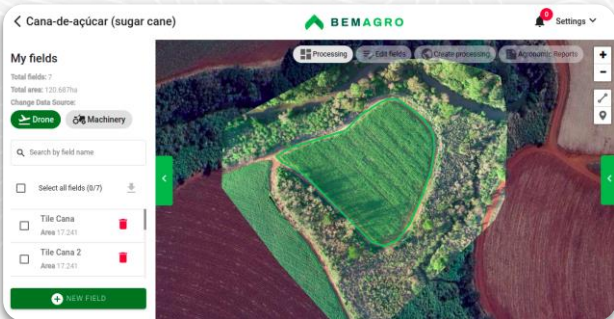 Cana-de-açúcar (sugar cane)
BEMAGRO
0
Settings
My fields
Total fields: 7
Total area: 120.687ha
Change Data Source:
Drone
Machinery
Search by field name
Select all fields (0/7)
Tile Cana
Area 17.241
Tile Cana 2
Area 17.241
NEW FIELD
Processing
Edit fields
Create processing
Agronomic Reports